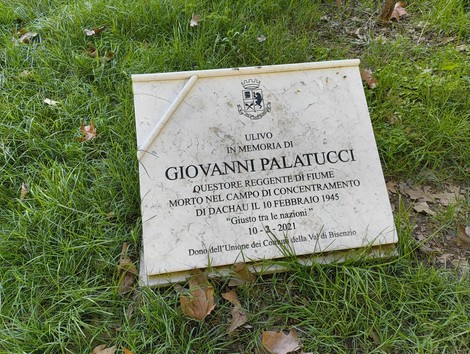 ULIVO
IN MEMORIA DI
GIOVANNI PALATUCCI
QUESTORE REGGENTE DI FIUME
MORTO NEL CAMPO DI CONCENTRAMENTO
DI DACHAU IL 10 FEBBRAIO 1945
"Giusto tra le nazioni"
10 - 2 - 2021
Dono dell'Unione dei Comuni della Val di Bisenzio